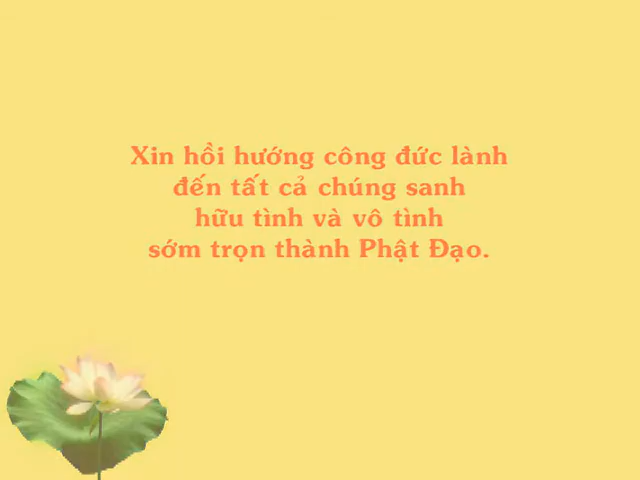 Xin hồi hướng công đức lành
đến tất cả chúng sanh
hữu tình và vô tình
sớm trọn thành Phật Đạo.